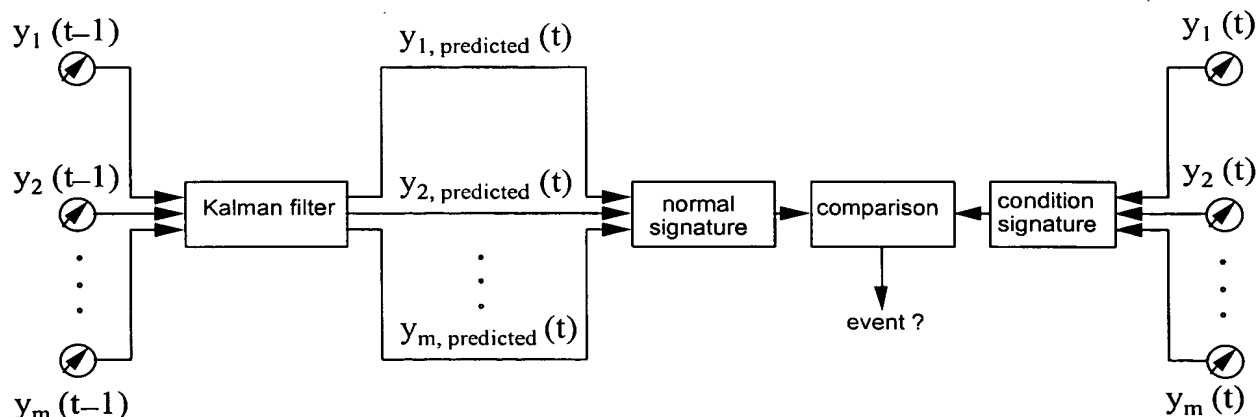 y1 (t–1)
y1, predicted (t)
y1 (t)
y2 (t–1)
y2, predicted (t)
y2 (t)
Kalman filter
normal
signature
comparison
condition
signature
event ?
ym, predicted (t)
ym (t–1)
ym (t)